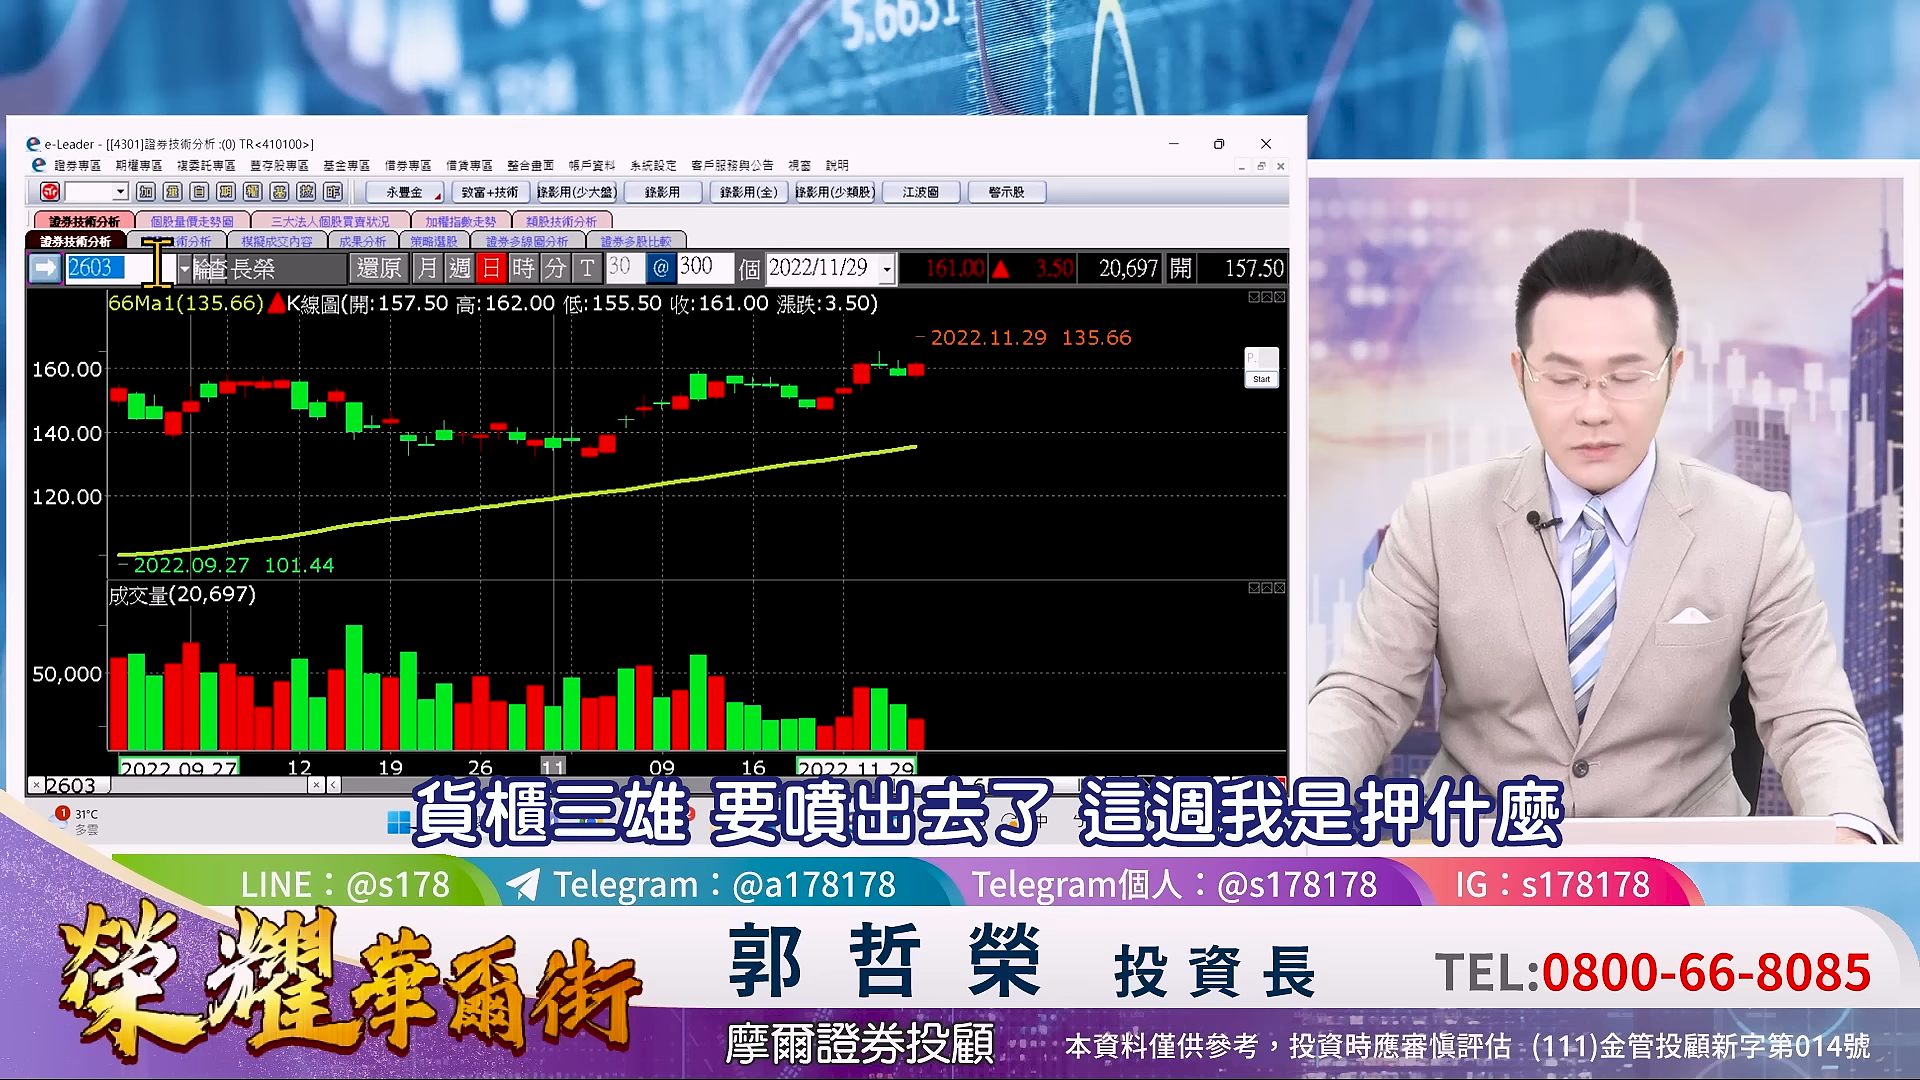 5.6631
e-Leader - [[4301]證券技術分析 :(0) TR<410100>]
證券專區 期權專區 複委託專區 豐存股專區 基金專區 借券專區 借貸專區 整合畫面 帳戶資料 系統設定 客戶服務與公告 視窗 說明
永豐金 致富+技術 錄影用(少大盤) 錄影用 錄影用(全) 錄影用(少類股) 江波圖 警示股
證券技術分析 個股量價走勢圖 三大法人個股買賣狀況 加權指數走勢 類股技術分析
證券技術分析 技術分析 模擬成交內容 成果分析 策略選股 證券多線圖分析 證券多股比較
2603 長榮 還原 月 週 日 時 分 T 30 @ 300 個 2022/11/29 161.00 ▲ 3.50 20,697 開 157.50
66Ma1(135.66)▲K線圖(開:157.50 高:162.00 低:155.50 收:161.00 漲跌:3.50)
2022.11.29 135.66
160.00
P.
Start
140.00
120.00
2022.09.27 101.44
成交量(20,697)
50,000
2022.09.27 12 19 26 11 09 16 2022.11.29
2603
1 31°C
多雲
中
貨櫃三雄 要噴出去了 這週我是押什麼
LINE：@s178 Telegram：@a178178 Telegram個人：@s178178 IG：s178178
榮耀華爾街
郭哲榮 投資長 TEL:0800-66-8085
摩爾證券投顧 本資料僅供參考，投資時應審慎評估 (111)金管投顧新字第014號